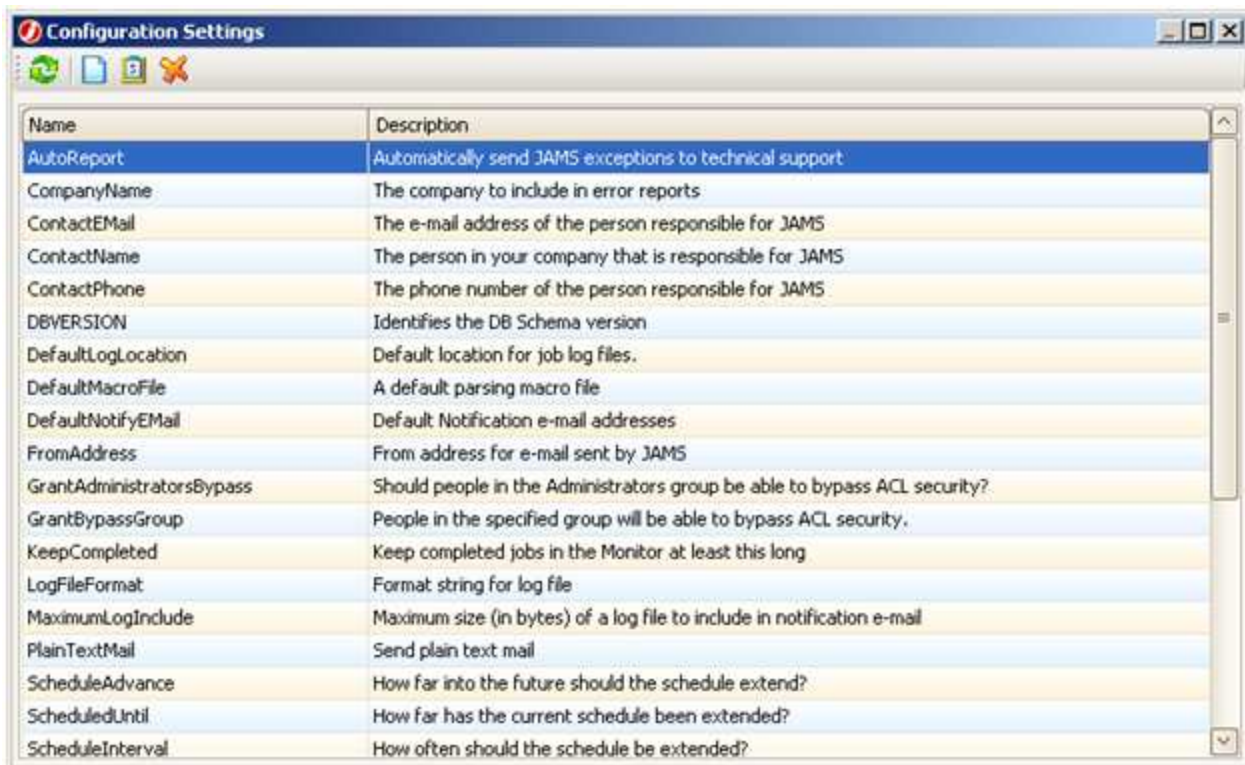 Configuration Settings
Name Description
AutoReport Automatically send JAMS exceptions to technical support
CompanyName The company to include in error reports
ContactEMail The e-mail address of the person responsible for JAMS
ContactName The person in your company that is responsible for JAMS
ContactPhone The phone number of the person responsible for JAMS
DBVERSION Identifies the DB Schema version
DefaultLogLocation Default location for job log files.
DefaultMacroFile A default parsing macro file
DefaultNotifyEMail Default Notification e-mail addresses
FromAddress From address for e-mail sent by JAMS
GrantAdministratorsBypass Should people in the Administrators group be able to bypass ACL security?
GrantBypassGroup People in the specified group will be able to bypass ACL security.
KeepCompleted Keep completed jobs in the Monitor at least this long
LogFileFormat Format string for log file
MaximumLogInclude Maximum size (in bytes) of a log file to include in notification e-mail
PlainTextMail Send plain text mail
ScheduleAdvance How far into the future should the schedule extend?
ScheduledUntil How far has the current schedule been extended?
ScheduleInterval How often should the schedule be extended?